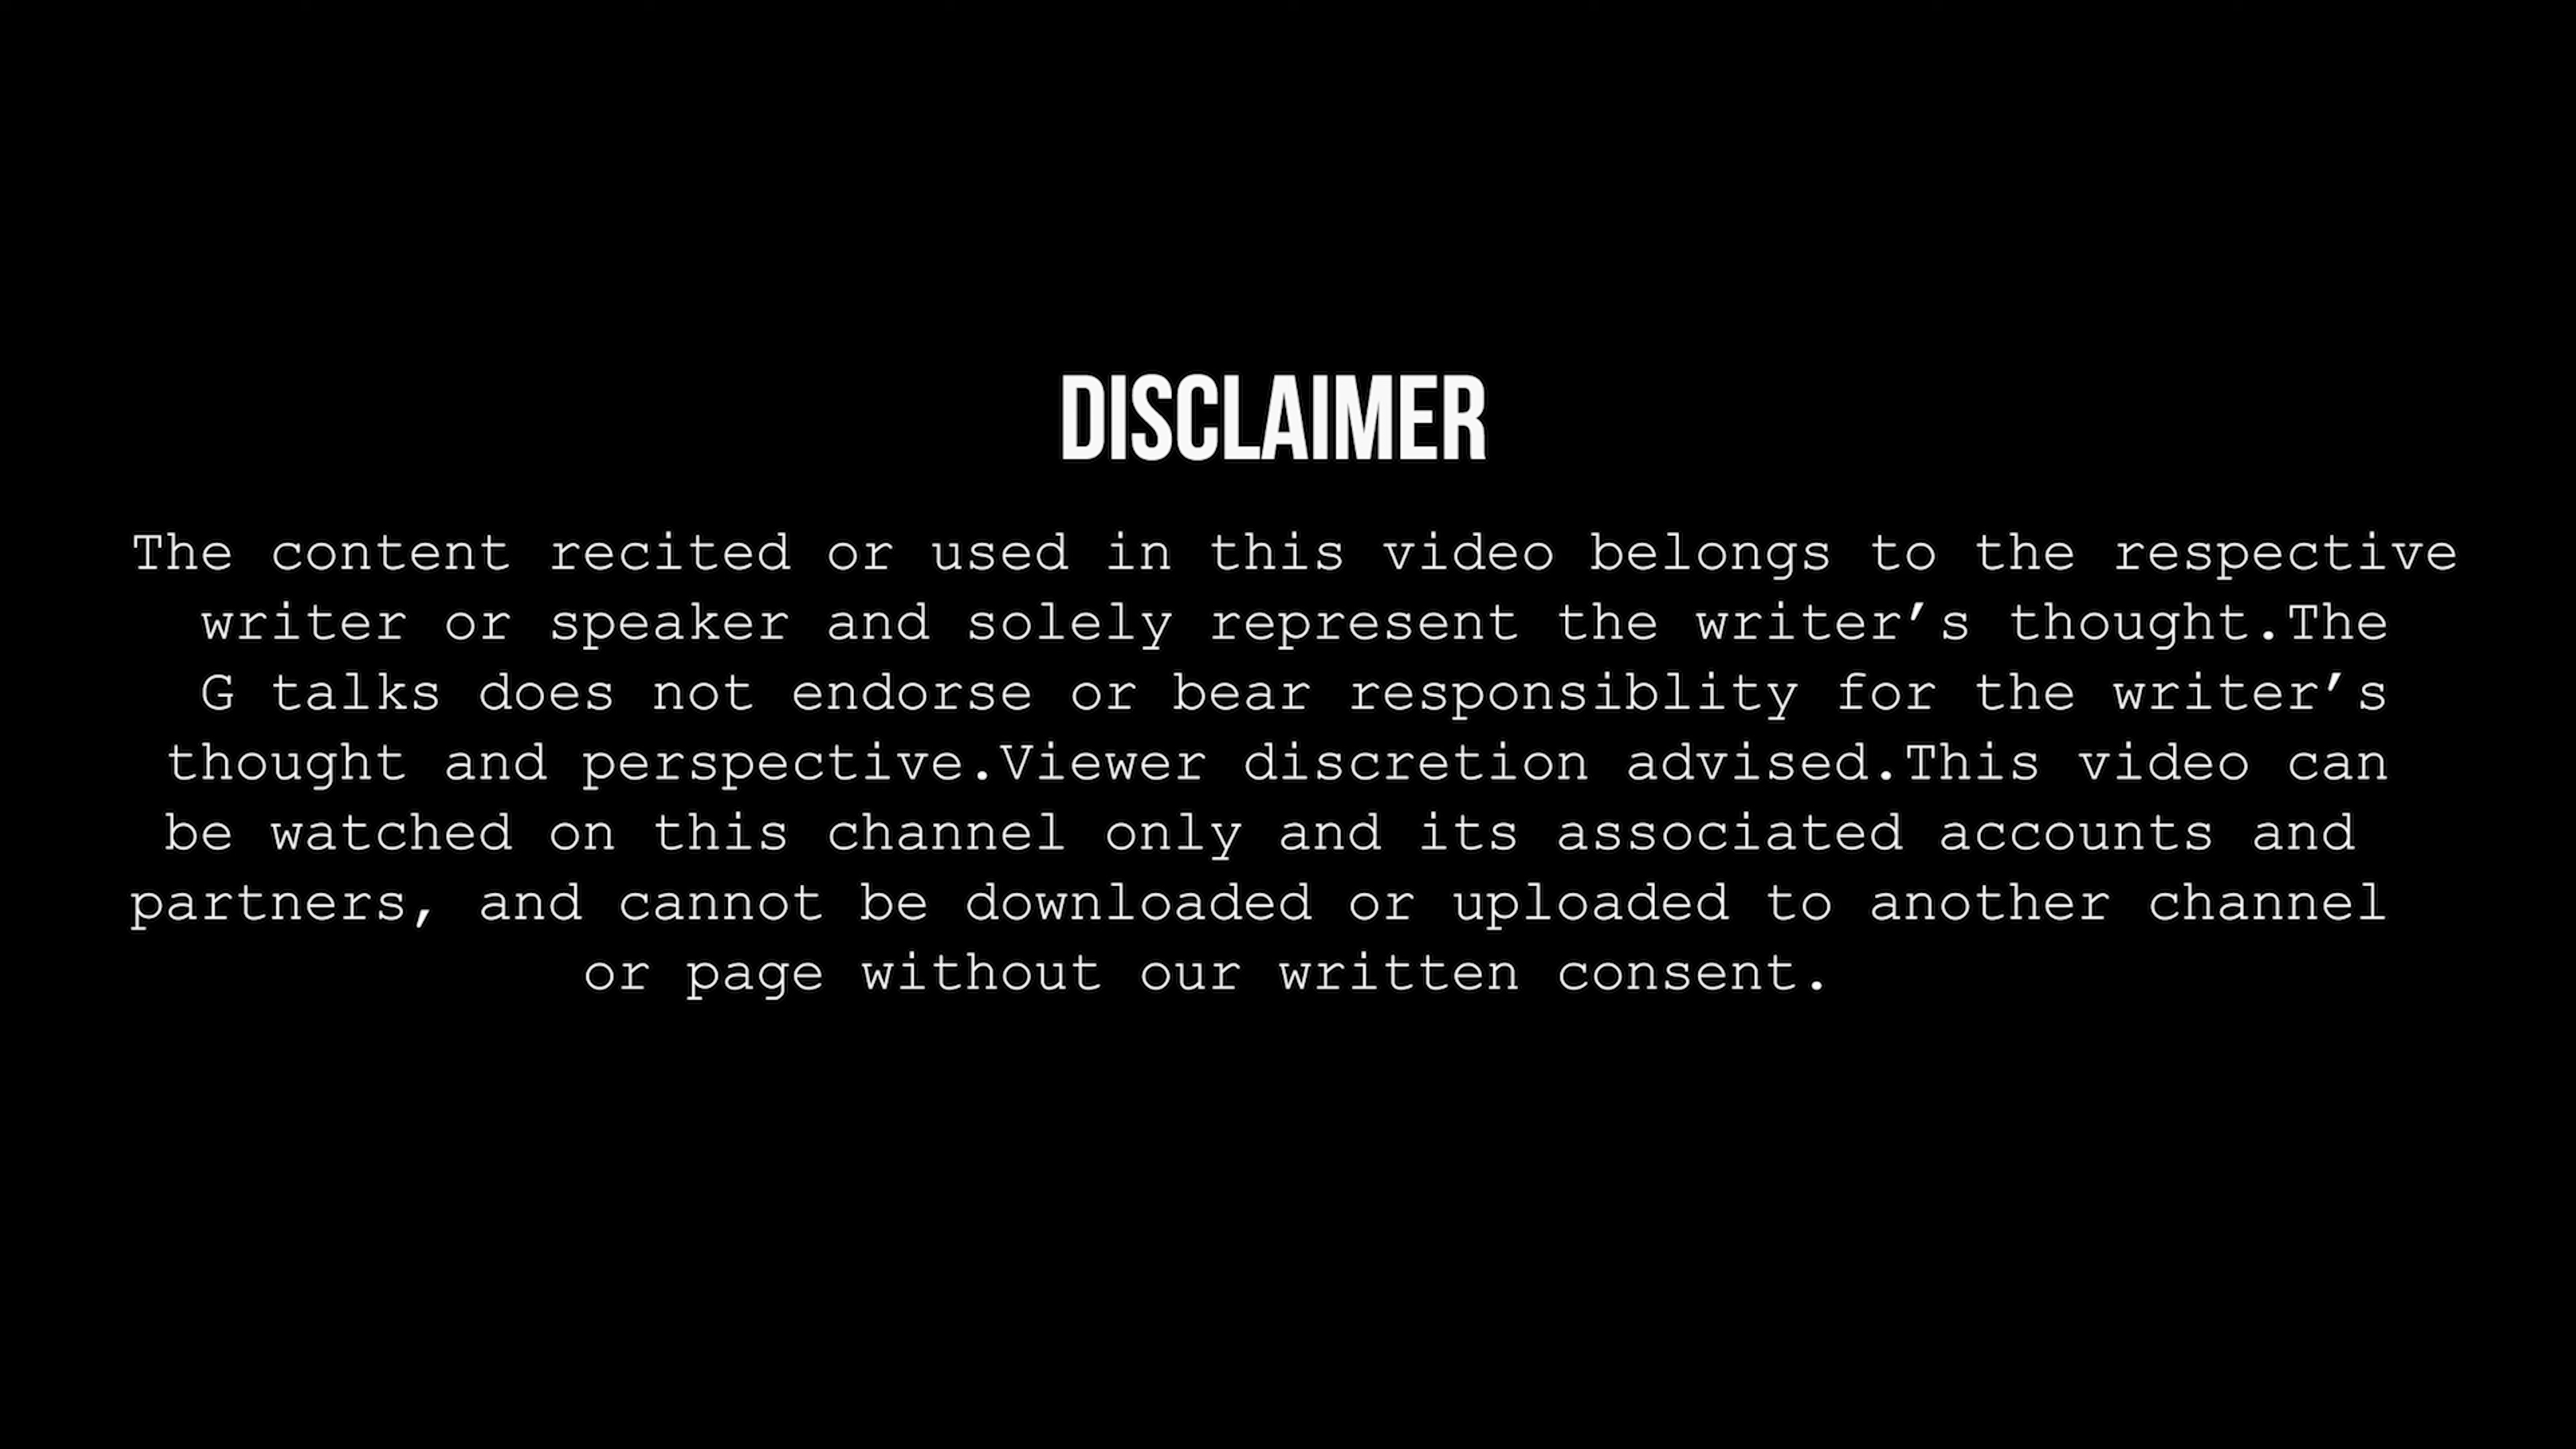 DISCLAIMER
The content recited or used in this video belongs to the respective
writer or speaker and solely represent the writer’s thought.The
G talks does not endorse or bear responsiblity for the writer’s
thought and perspective.Viewer discretion advised.This video can
be watched on this channel only and its associated accounts and
partners, and cannot be downloaded or uploaded to another channel
or page without our written consent.